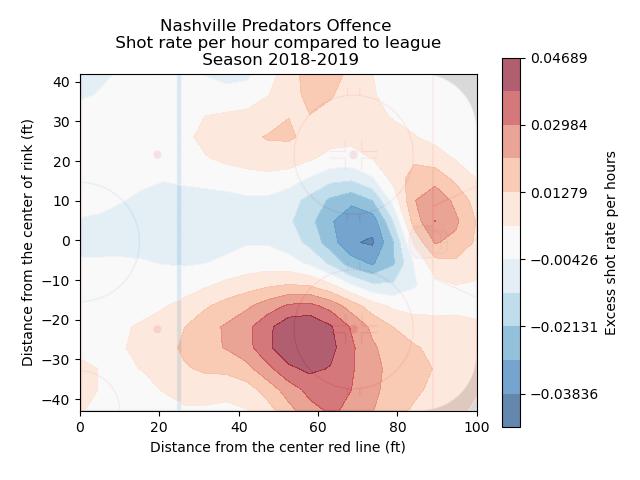 Nashville Predators Offence
Shot rate per hour compared to league
Season 2018-2019
Distance from the center of rink (ft)
40
30
20
10
0
−10
−20
−30
−40
0 20 40 60 80 100
Distance from the center red line (ft)
0.04689
0.02984
0.01279
−0.00426
−0.02131
−0.03836
Excess shot rate per hours